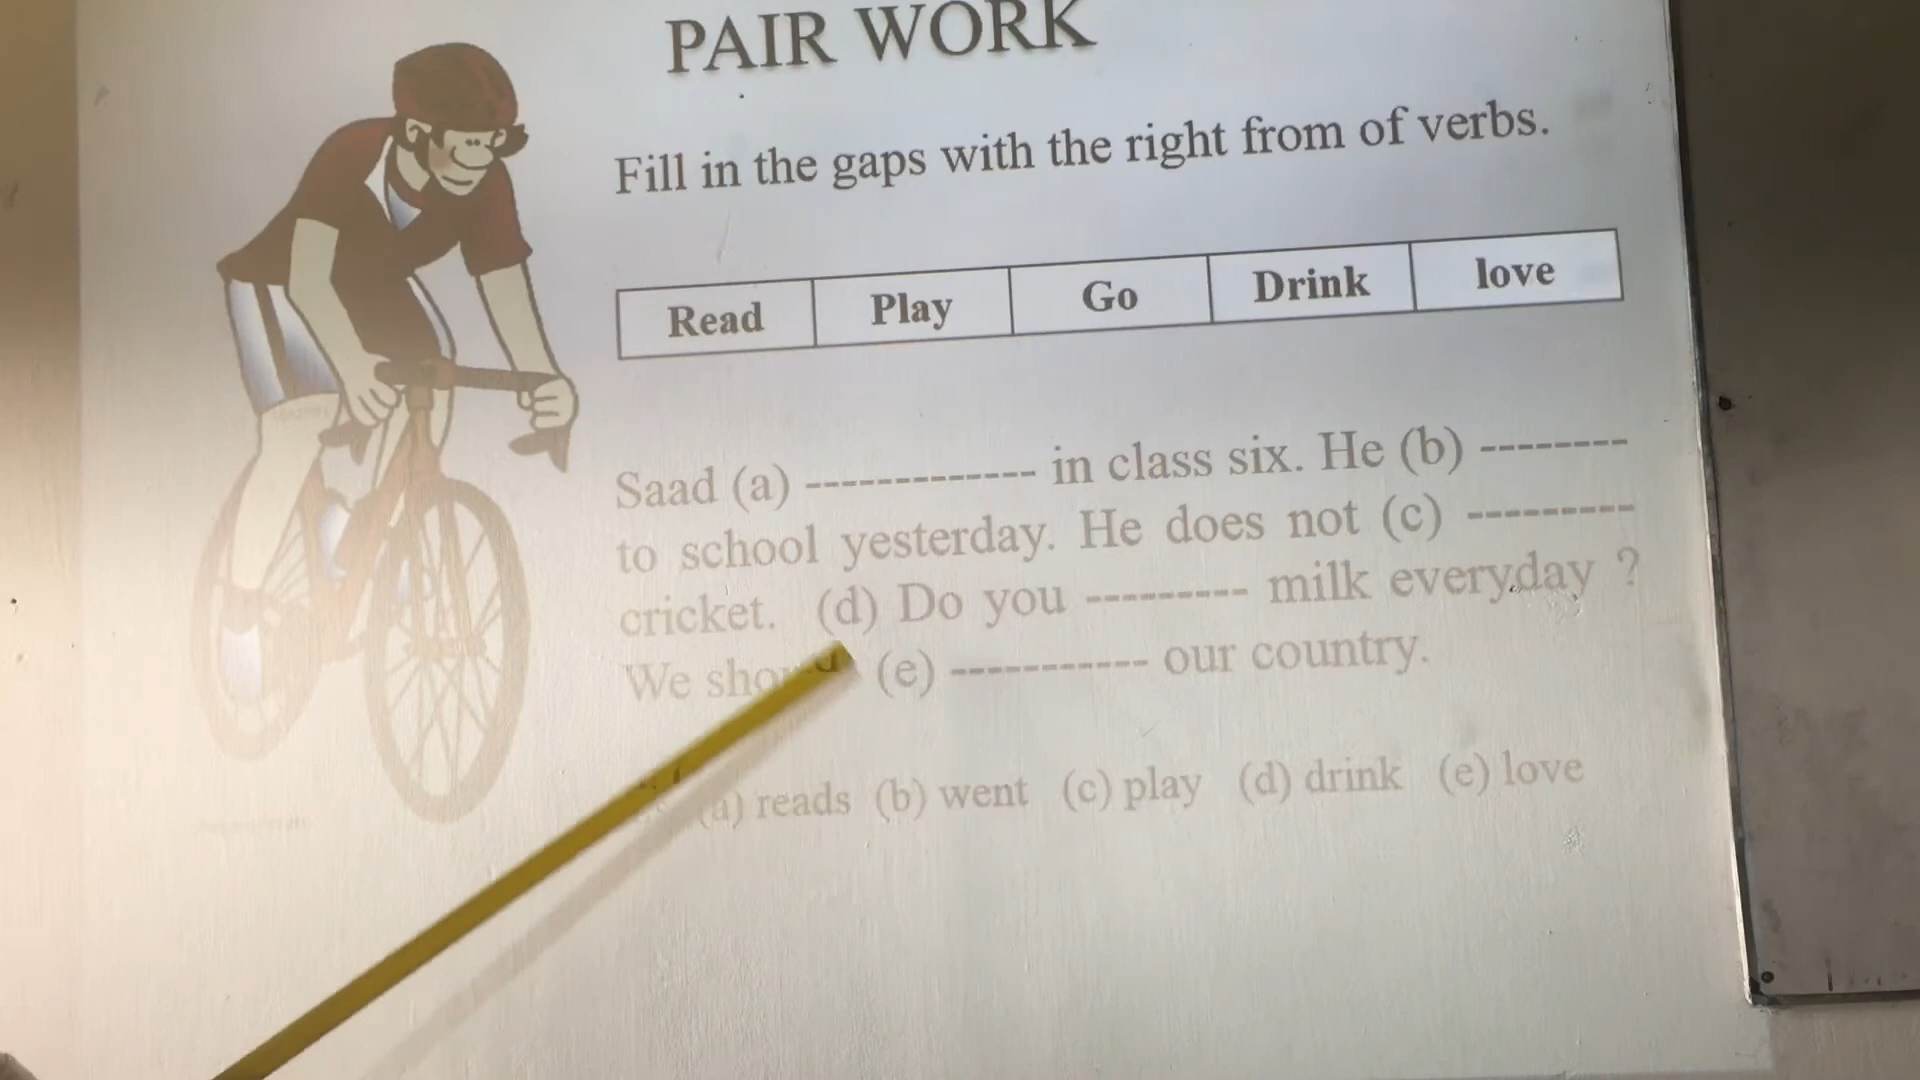 PAIR WORK
Fill in the gaps with the right from of verbs.
Read Play Go Drink love
Saad (a) ------------- in class six. He (b) --------
to school yesterday. He does not (c) ---------
cricket. (d) Do you --------- milk everyday ?
We (e) ----------- our country.
(a) reads (b) went (c) play (d) drink (e) love